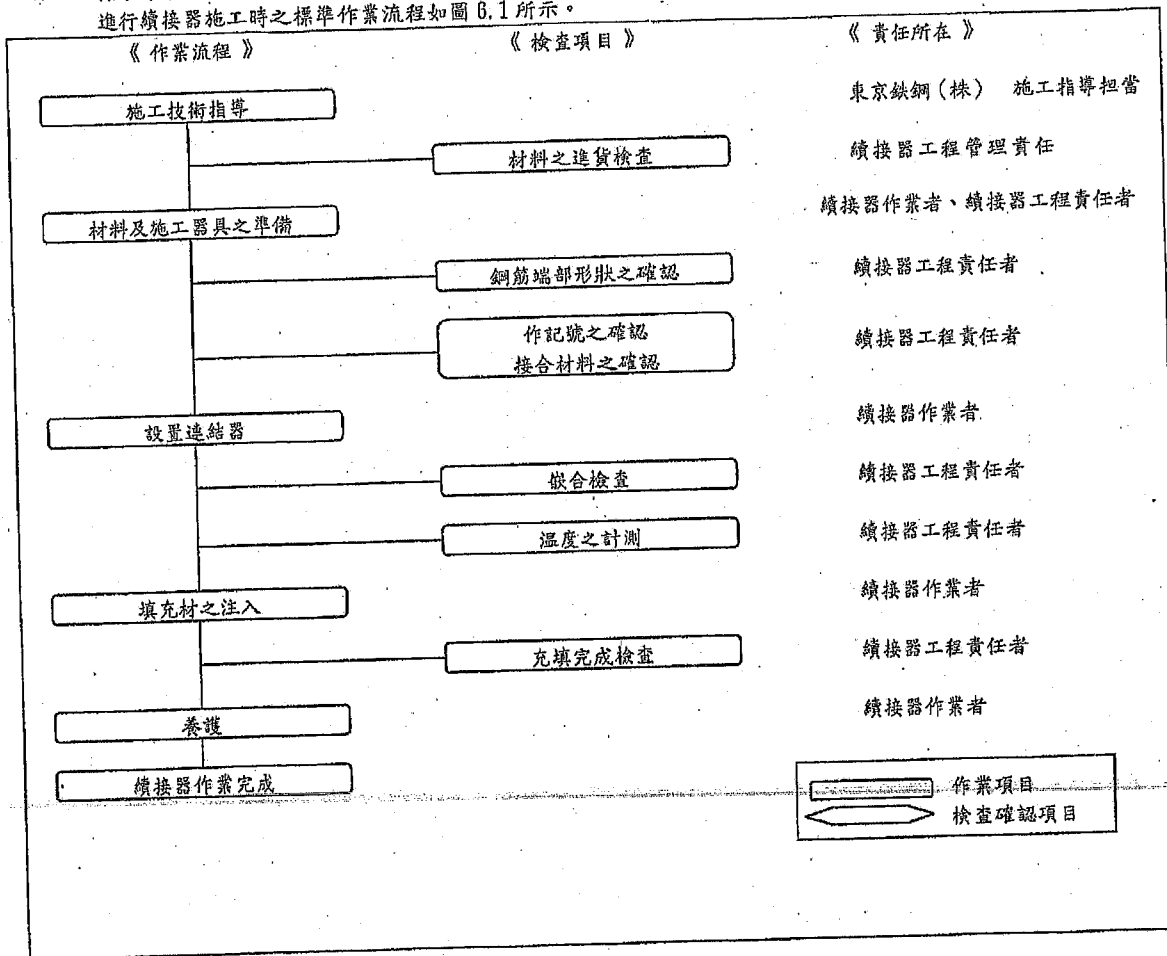 進行續接器施工時之標準作業流程如圖 6.1 所示。
《 作業流程 》 《 檢查項目 》 《 責任所在 》
施工技術指導 東京鉄鋼(株) 施工指導担當
材料之進貨檢查 續接器工程管理責任
材料及施工器具之準備 續接器作業者、續接器工程責任者
鋼筋端部形狀之確認 續接器工程責任者
作記號之確認
接合材料之確認 續接器工程責任者
設置連結器 續接器作業者
嵌合檢查 續接器工程責任者
溫度之計測 續接器工程責任者
填充材之注入 續接器作業者
充填完成檢查 續接器工程責任者
養護 續接器作業者
續接器作業完成
作業項目
檢查確認項目